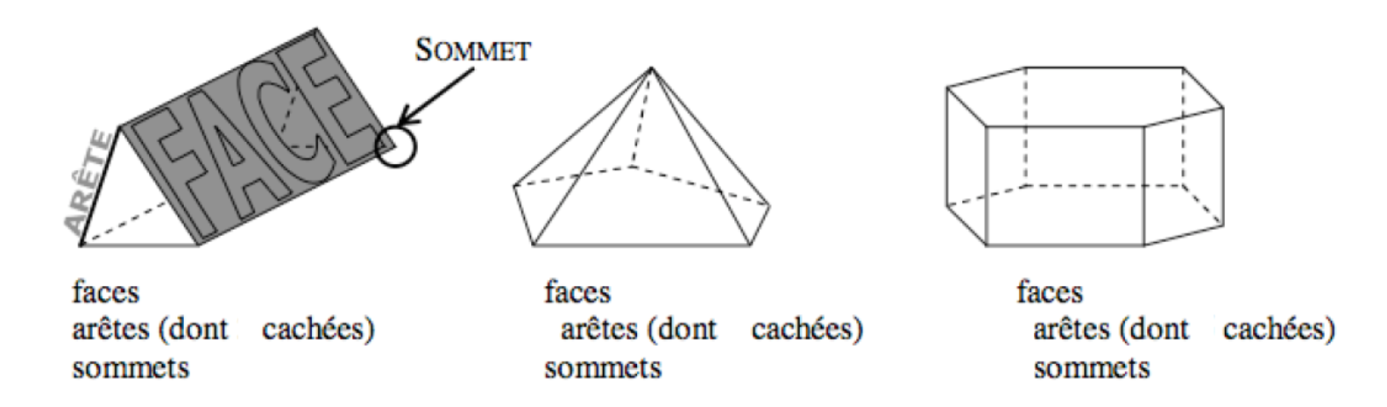 SOMMET
ARÊTE
FACE
faces
arêtes (dont cachées)
sommets
faces
arêtes (dont cachées)
sommets
faces
arêtes (dont cachées)
sommets